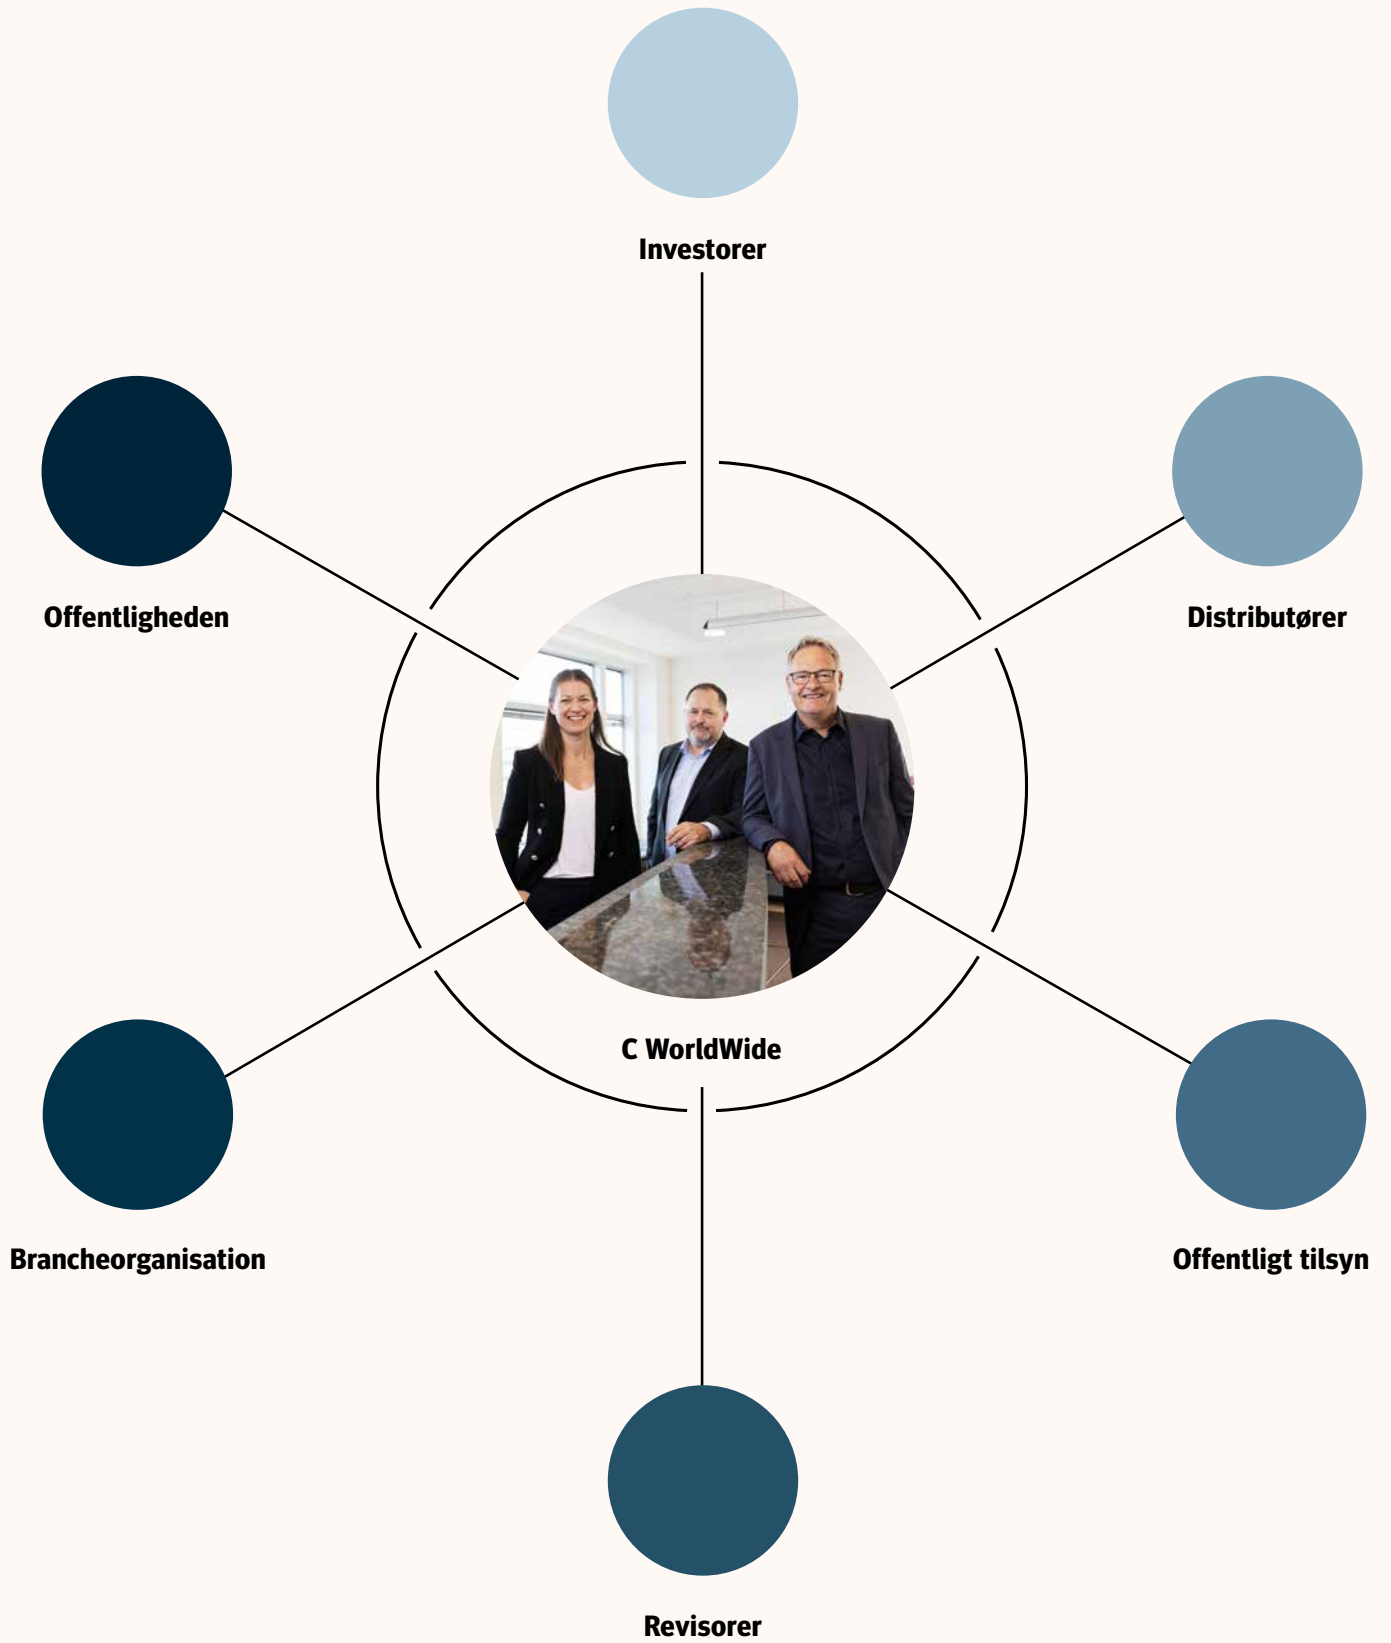 Investorer
Offentligheden
Distributører
C WorldWide
Brancheorganisation
Offentligt tilsyn
Revisorer